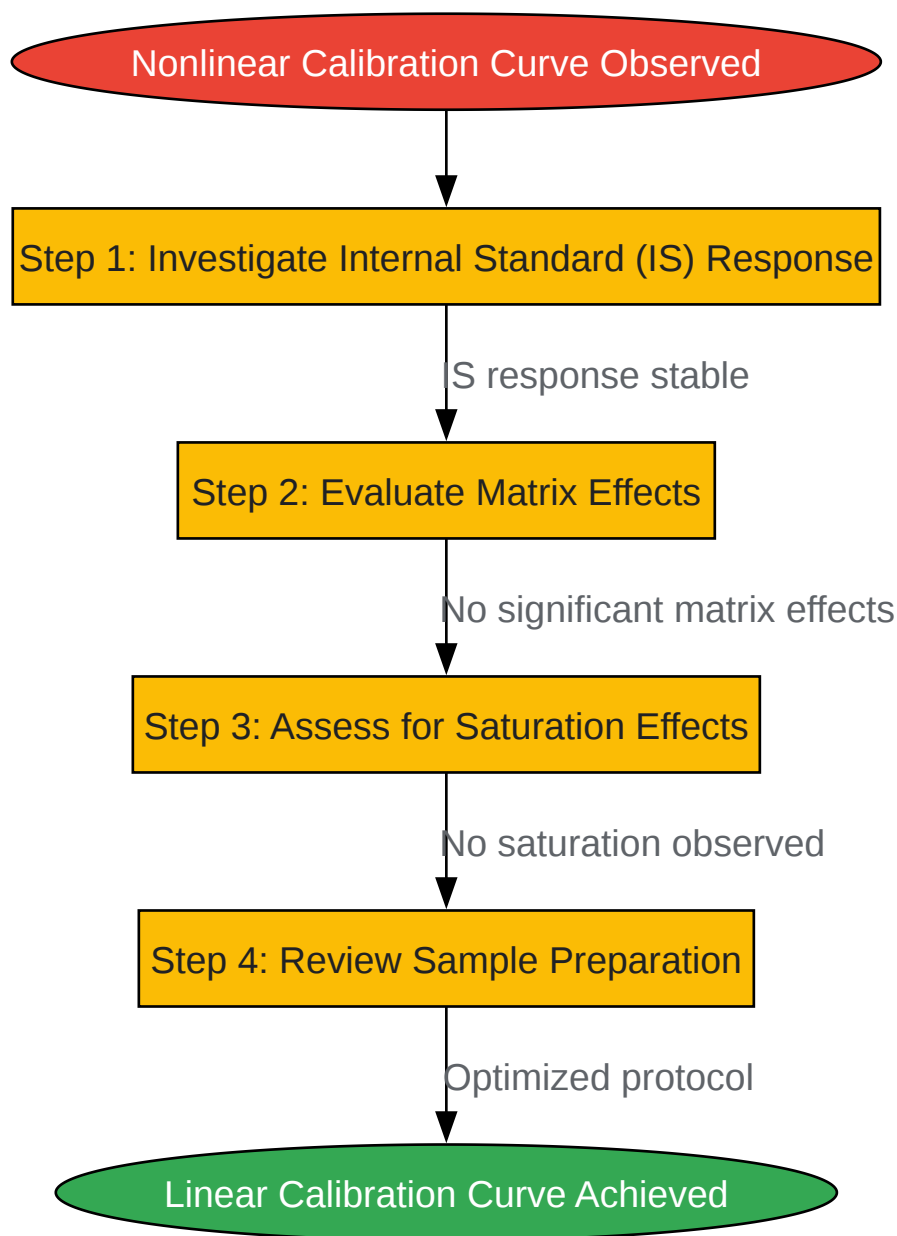 Nonlinear Calibration Curve Observed
Step 1: Investigate Internal Standard (IS) Response
IS response stable
Step 2: Evaluate Matrix Effects
No significant matrix effects
Step 3: Assess for Saturation Effects
No saturation observed
Step 4: Review Sample Preparation
Optimized protocol
Linear Calibration Curve Achieved